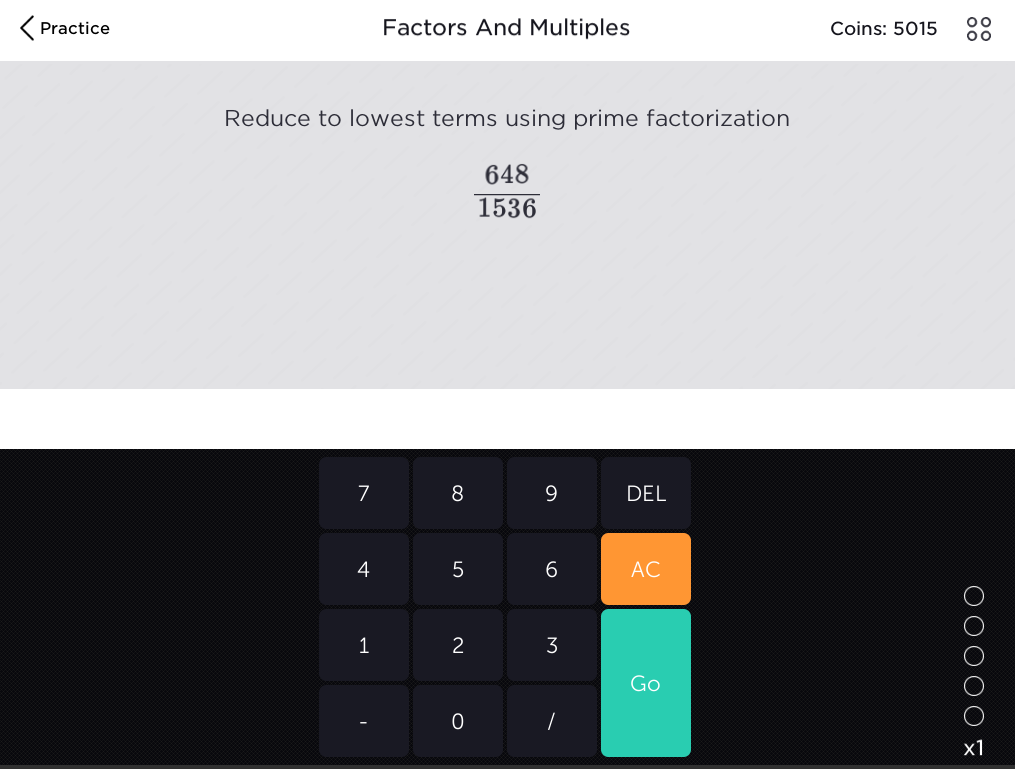 Practice Factors And Multiples Coins: 5015
Reduce to lowest terms using prime factorization
648
1536
7 8 9 DEL
4 5 6 AC
1 2 3
Go
- 0 /
x1